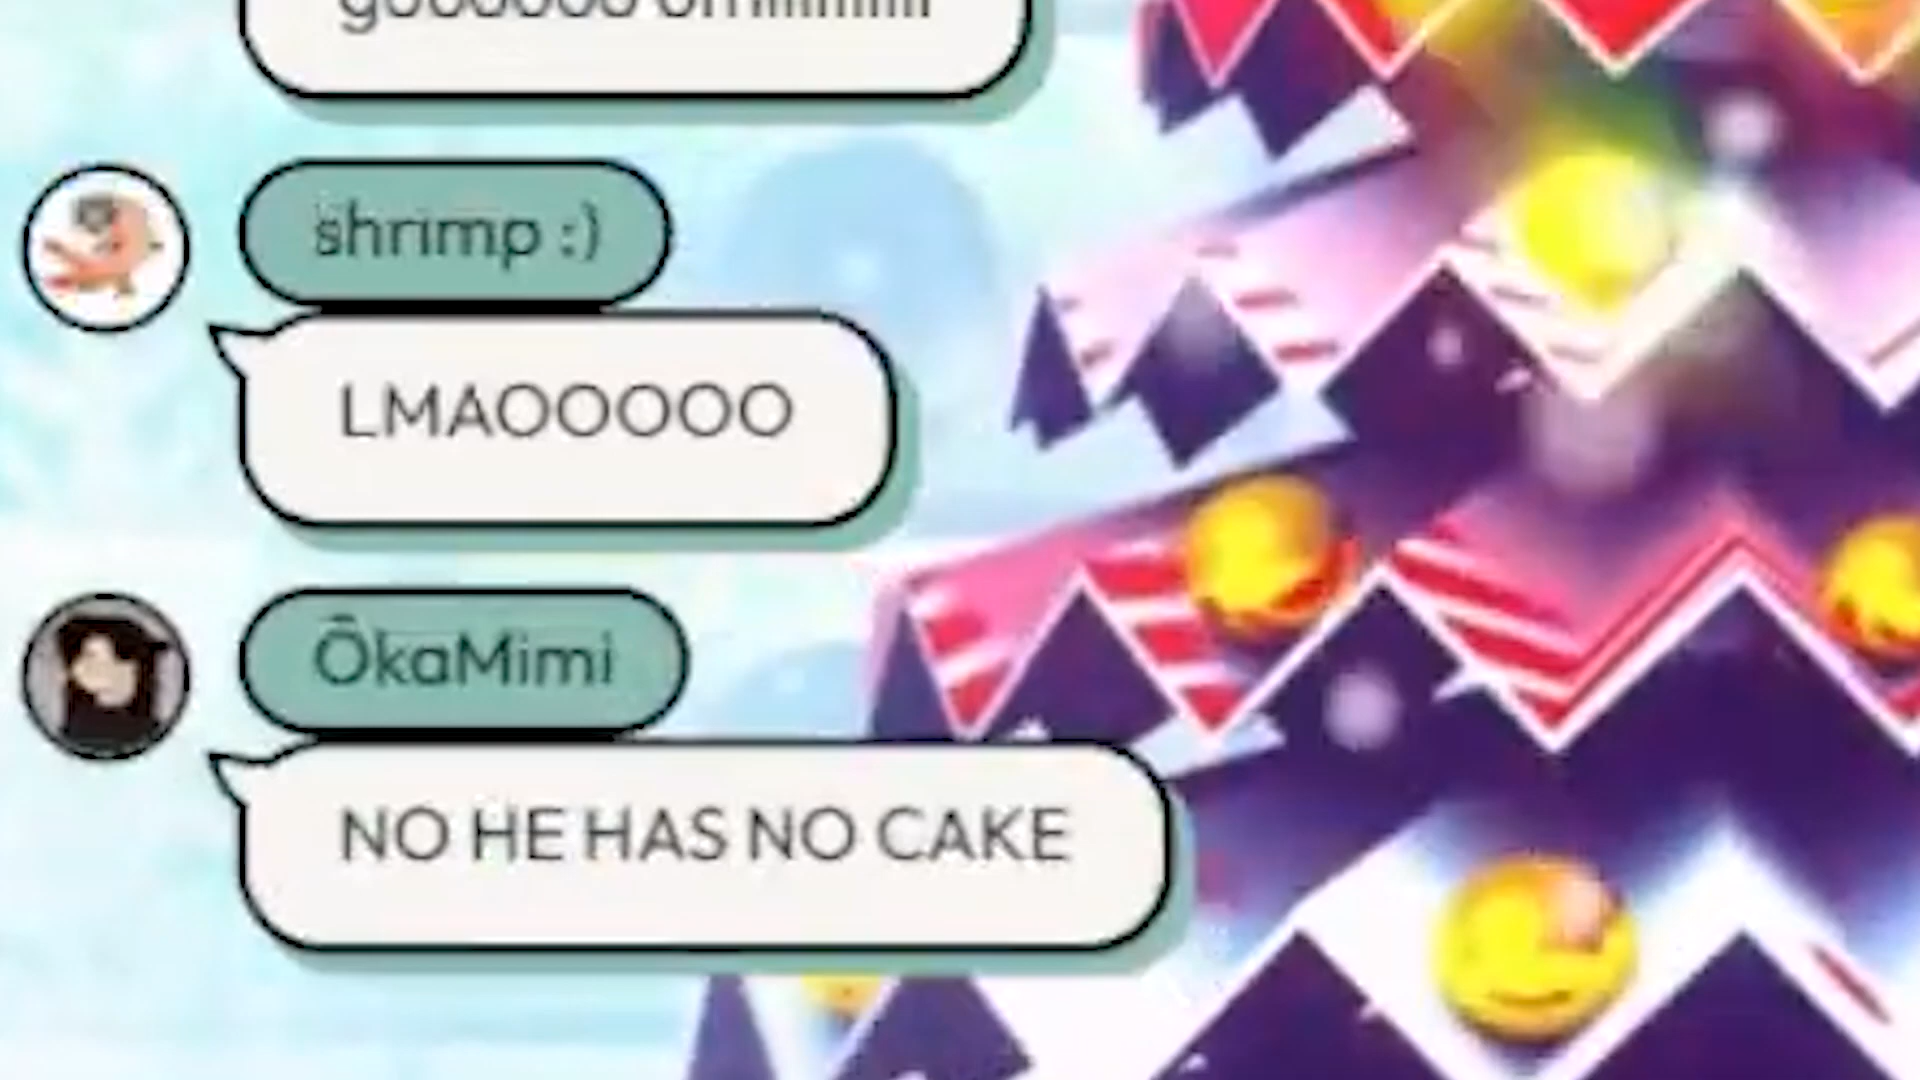 shrimp :)
LMAOOOOO
ŌkaMimi
NO HE HAS NO CAKE